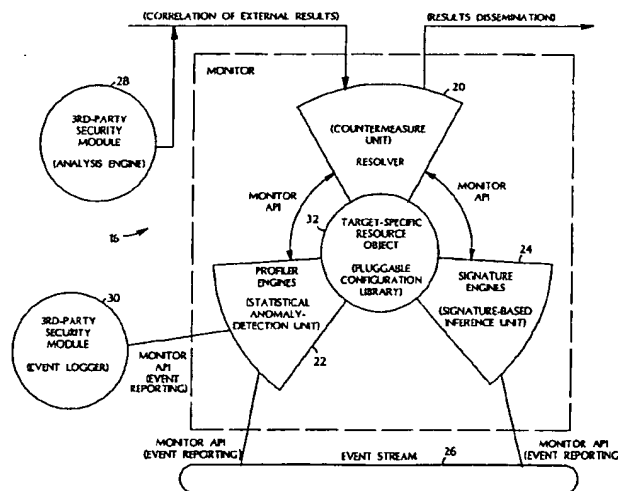 (CORRELATION OF EXTERNAL RESULTS)
(RESULTS DISSEMINATION)
MONITOR
28
3RD-PARTY
SECURITY
MODULE
(ANALYSIS ENGINE)
20
(COUNTERMEASURE
UNIT)
RESOLVER
MONITOR
API
MONITOR
API
16
32
TARGET-SPECIFIC
RESOURCE
OBJECT
(PLUGGABLE
CONFIGURATION
LIBRARY)
24
PROFILER
ENGINES
(STATISTICAL
ANOMALY-
DETECTION UNIT)
22
SIGNATURE
ENGINES
(SIGNATURE-BASED
INFERENCE UNIT)
30
3RD-PARTY
SECURITY
MODULE
(EVENT LOGGER)
MONITOR
API
(EVENT
REPORTING)
MONITOR API
(EVENT REPORTING)
MONITOR API
(EVENT REPORTING)
EVENT STREAM
26